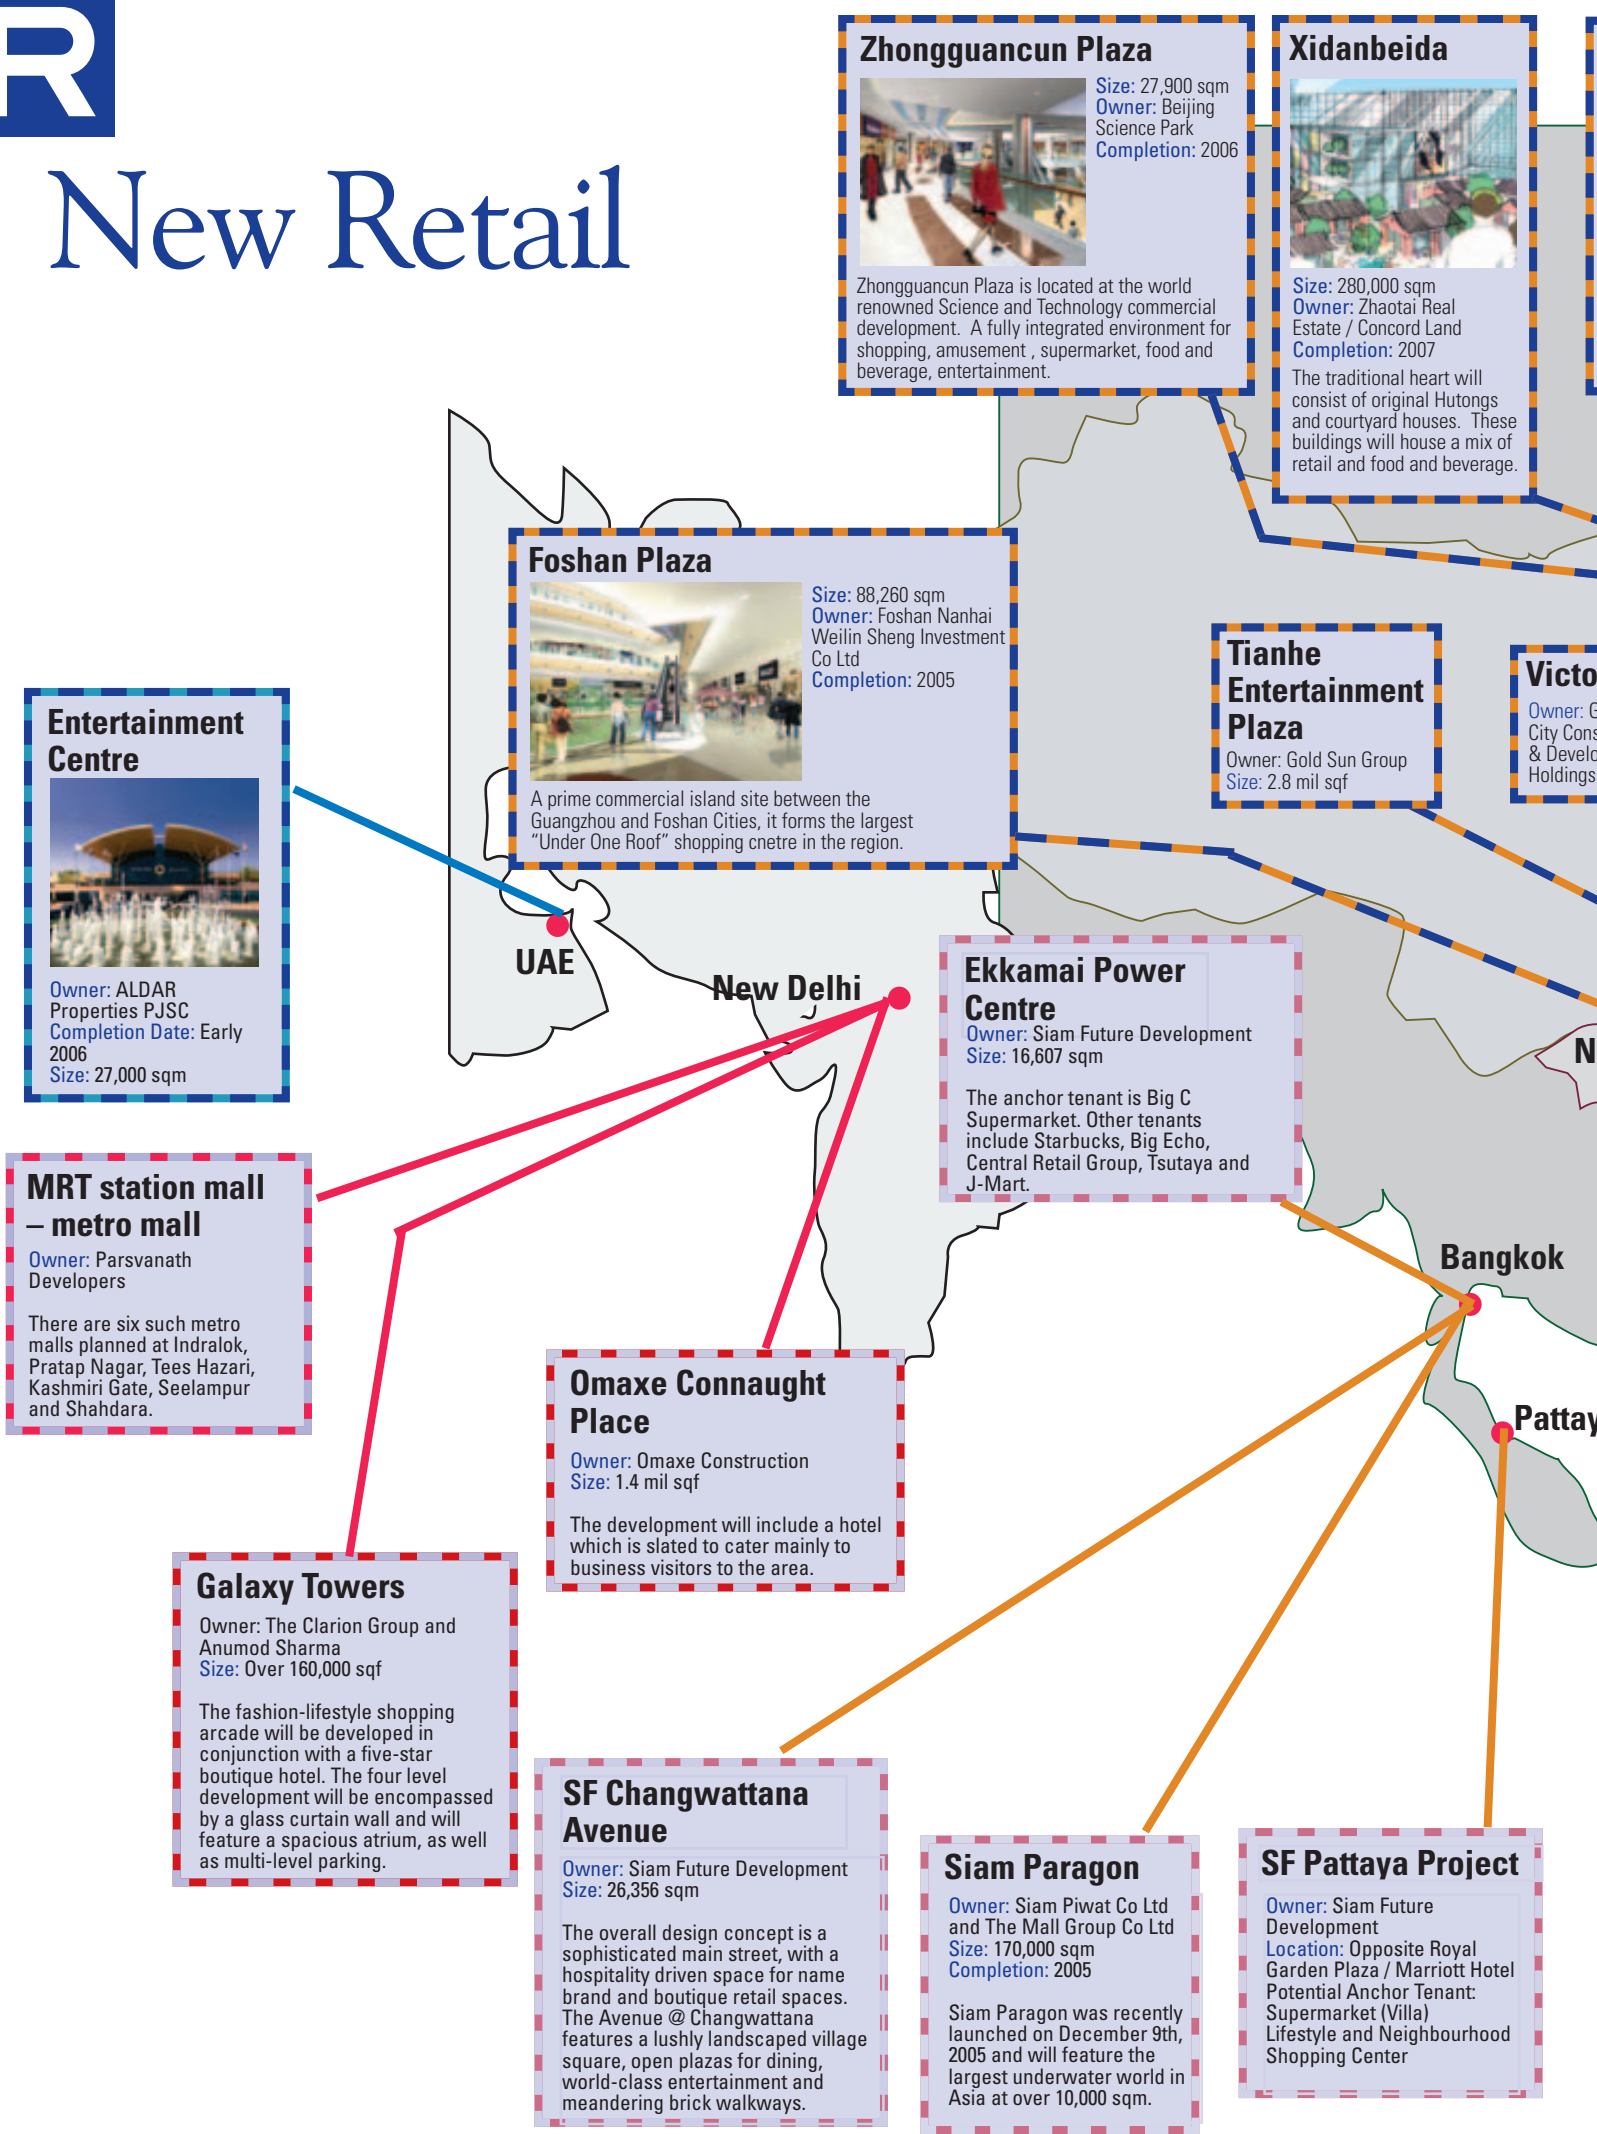 R
New Retail
Zhongguancun Plaza
Size: 27,900 sqm
Owner: Beijing
Science Park
Completion: 2006
Zhongguancun Plaza is located at the world
renowned Science and Technology commercial
development.  A fully integrated environment for
shopping, amusement , supermarket, food and
beverage, entertainment.
Xidanbeida
Size: 280,000 sqm
Owner: Zhaotai Real
Estate / Concord Land
Completion: 2007
The traditional heart will
consist of original Hutongs
and courtyard houses.  These
buildings will house a mix of
retail and food and beverage.
Foshan Plaza
Size: 88,260 sqm
Owner: Foshan Nanhai
Weilin Sheng Investment
Co Ltd
Completion: 2005
A prime commercial island site between the
Guangzhou and Foshan Cities, it forms the largest
“Under One Roof” shopping cnetre in the region.
Tianhe
Entertainment
Plaza
Owner: Gold Sun Group
Size: 2.8 mil sqf
Victo
Owner: G
City Cons
& Develo
Holdings
Entertainment
Centre
Owner: ALDAR
Properties PJSC
Completion Date: Early
2006
Size: 27,000 sqm
UAE
New Delhi
Ekkamai Power
Centre
Owner: Siam Future Development
Size: 16,607 sqm
The anchor tenant is Big C
Supermarket. Other tenants
include Starbucks, Big Echo,
Central Retail Group, Tsutaya and
J-Mart.
N
MRT station mall
– metro mall
Owner: Parsvanath
Developers
There are six such metro
malls planned at Indralok,
Pratap Nagar, Tees Hazari,
Kashmiri Gate, Seelampur
and Shahdara.
Bangkok
Pattay
Omaxe Connaught
Place
Owner: Omaxe Construction
Size: 1.4 mil sqf
The development will include a hotel
which is slated to cater mainly to
business visitors to the area.
Galaxy Towers
Owner: The Clarion Group and
Anumod Sharma
Size: Over 160,000 sqf
The fashion-lifestyle shopping
arcade will be developed in
conjunction with a five-star
boutique hotel. The four level
development will be encompassed
by a glass curtain wall and will
feature a spacious atrium, as well
as multi-level parking.
SF Changwattana
Avenue
Owner: Siam Future Development
Size: 26,356 sqm
The overall design concept is a
sophisticated main street, with a
hospitality driven space for name
brand and boutique retail spaces.
The Avenue @ Changwattana
features a lushly landscaped village
square, open plazas for dining,
world-class entertainment and
meandering brick walkways.
Siam Paragon
Owner: Siam Piwat Co Ltd
and The Mall Group Co Ltd
Size: 170,000 sqm
Completion: 2005
Siam Paragon was recently
launched on December 9th,
2005 and will feature the
largest underwater world in
Asia at over 10,000 sqm.
SF Pattaya Project
Owner: Siam Future
Development
Location: Opposite Royal
Garden Plaza / Marriott Hotel
Potential Anchor Tenant:
Supermarket (Villa)
Lifestyle and Neighbourhood
Shopping Center